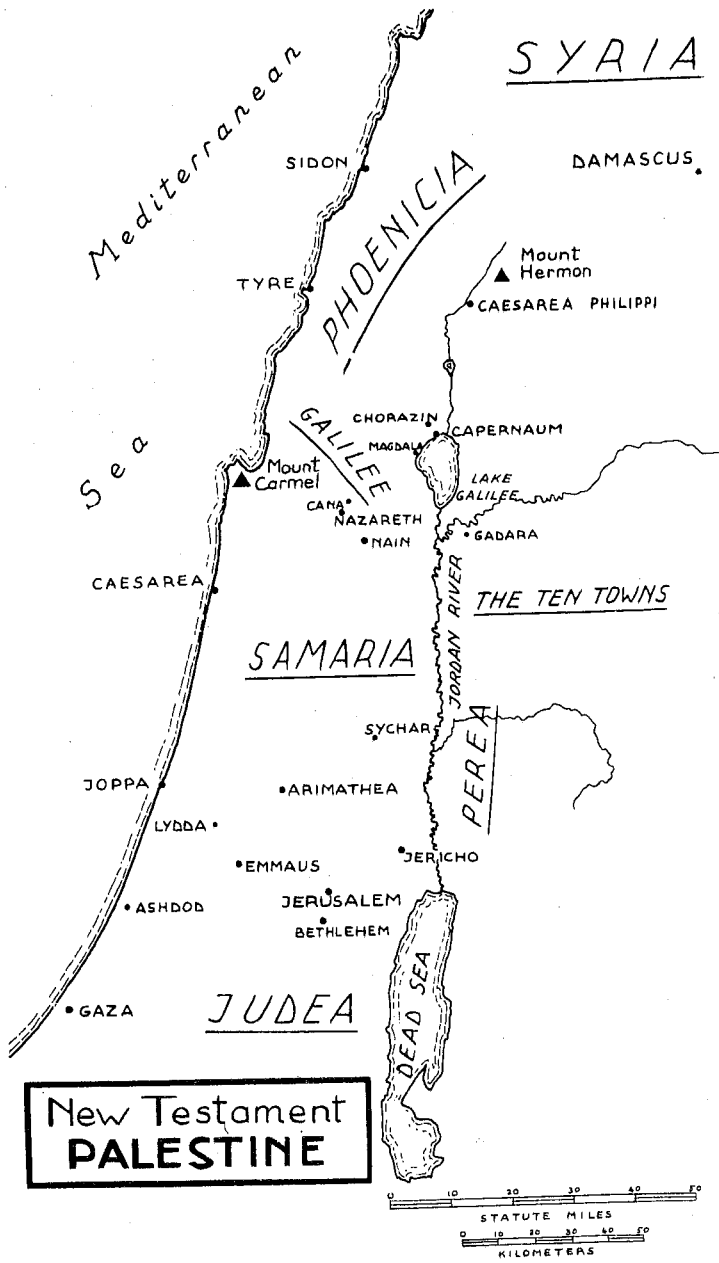 SYRIA
Mediterranean
Sea
SIDON
DAMASCUS
PHOENICIA
TYRE
Mount
Hermon
CAESAREA PHILIPPI
CHORAZIN
CAPERNAUM
MAGDALA
GALILEE
Mount
Carmel
LAKE
GALILEE
CANA
NAZARETH
NAIN
GADARA
CAESAREA
THE TEN TOWNS
JORDAN RIVER
SAMARIA
SYCHAR
PEREA
JOPPA
ARIMATHEA
LYDDA
JERICHO
EMMAUS
JERUSALEM
ASHDOD
BETHLEHEM
DEAD SEA
GAZA
JUDEA
New Testament
PALESTINE
0 10 20 30 40 50
STATUTE MILES
0 10 20 30 40 50
KILOMETERS